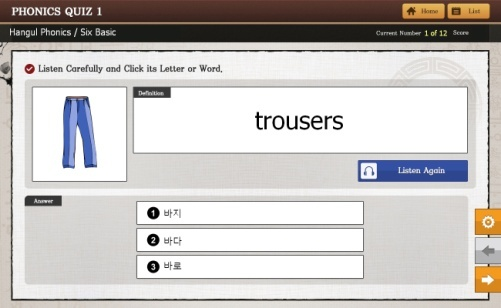 PHONICS QUIZ 1
Home
List
Hangul Phonics / Six Basic
Current Number 1 of 12 Score
Listen Carefully and Click its Letter or Word.
Definition
trousers
Listen Again
Answer
1 바지
2 바다
3 바로